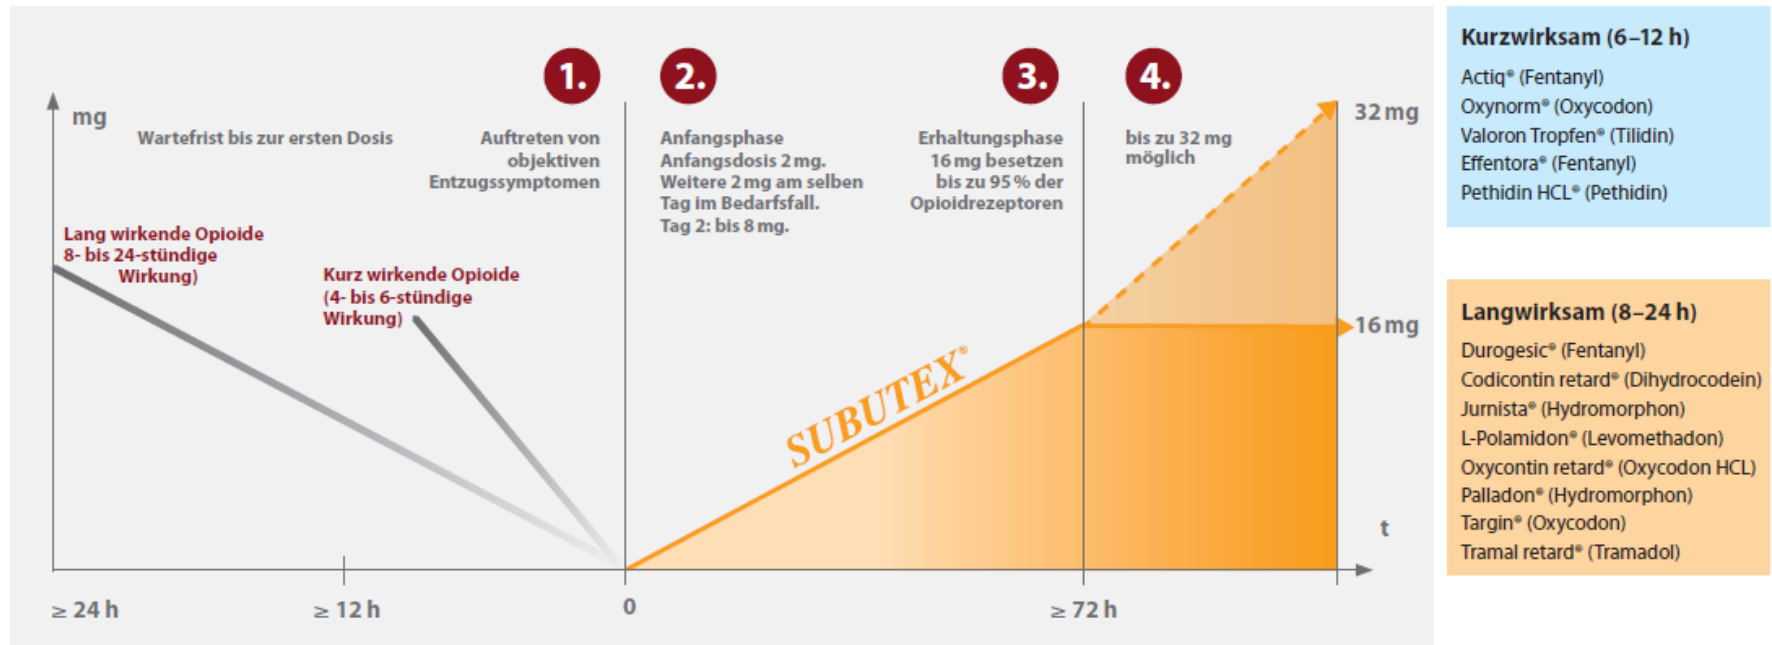 1.
2.
3.
4.
mg
Wartefrist bis zur ersten Dosis
Auftreten von
objektiven
Entzugssymptomen
Anfangsphase
Anfangsdosis 2 mg.
Weitere 2 mg am selben
Tag im Bedarfsfall.
Tag 2: bis 8 mg.
Erhaltungsphase
16 mg besetzen
bis zu 95 % der
Opioidrezeptoren
bis zu 32 mg
möglich
32 mg
Lang wirkende Opioide
8- bis 24-stündige
Wirkung)
Kurz wirkende Opioide
(4- bis 6-stündige
Wirkung)
SUBUTEX®
16 mg
t
≥ 24 h
≥ 12 h
0
≥ 72 h
Kurzwirksam (6–12 h)
Actiq® (Fentanyl)
Oxynorm® (Oxycodon)
Valoron Tropfen® (Tilidin)
Effentora® (Fentanyl)
Pethidin HCL® (Pethidin)
Langwirksam (8–24 h)
Durogesic® (Fentanyl)
Codicontin retard® (Dihydrocodein)
Jurnista® (Hydromorphon)
L-Polamidon® (Levomethadon)
Oxycontin retard® (Oxycodon HCL)
Palladon® (Hydromorphon)
Targin® (Oxycodon)
Tramal retard® (Tramadol)